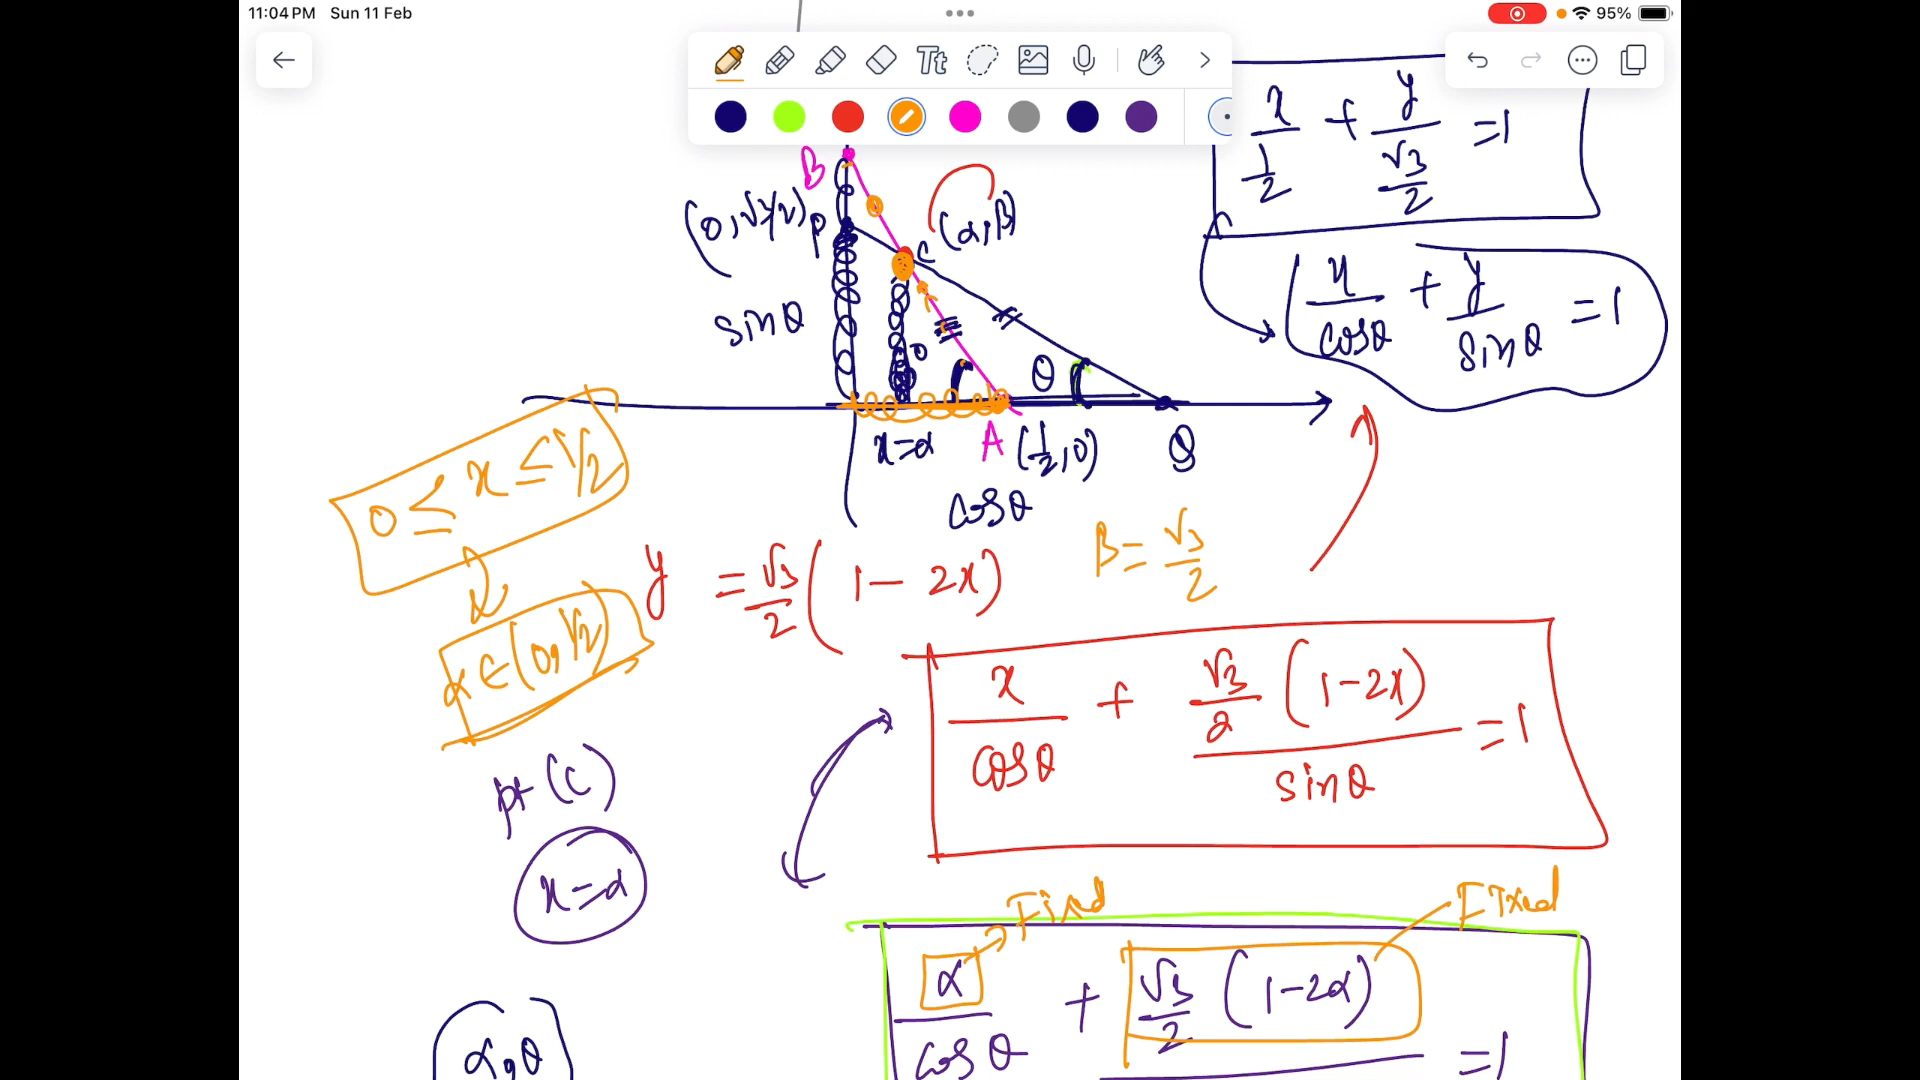 11:04 PM Sun 11 Feb
95%
Tt
x/(1/2) + y/(√3/2) = 1
B
(0, √3/2) P
C (α, β)
x/cosθ + y/sinθ = 1
sinθ
θ
x=α A (1/2, 0) Q
cosθ
0 ≤ x ≤ 1/2
α ∈ (0, 1/2)
y = √3/2 (1 - 2x)
β = √3/2
x/cosθ + √3/2 (1-2x)/sinθ = 1
pt (C)
x=α
Fixed
Fixed
α/cosθ + √3/2 (1-2α) = 1
α, θ